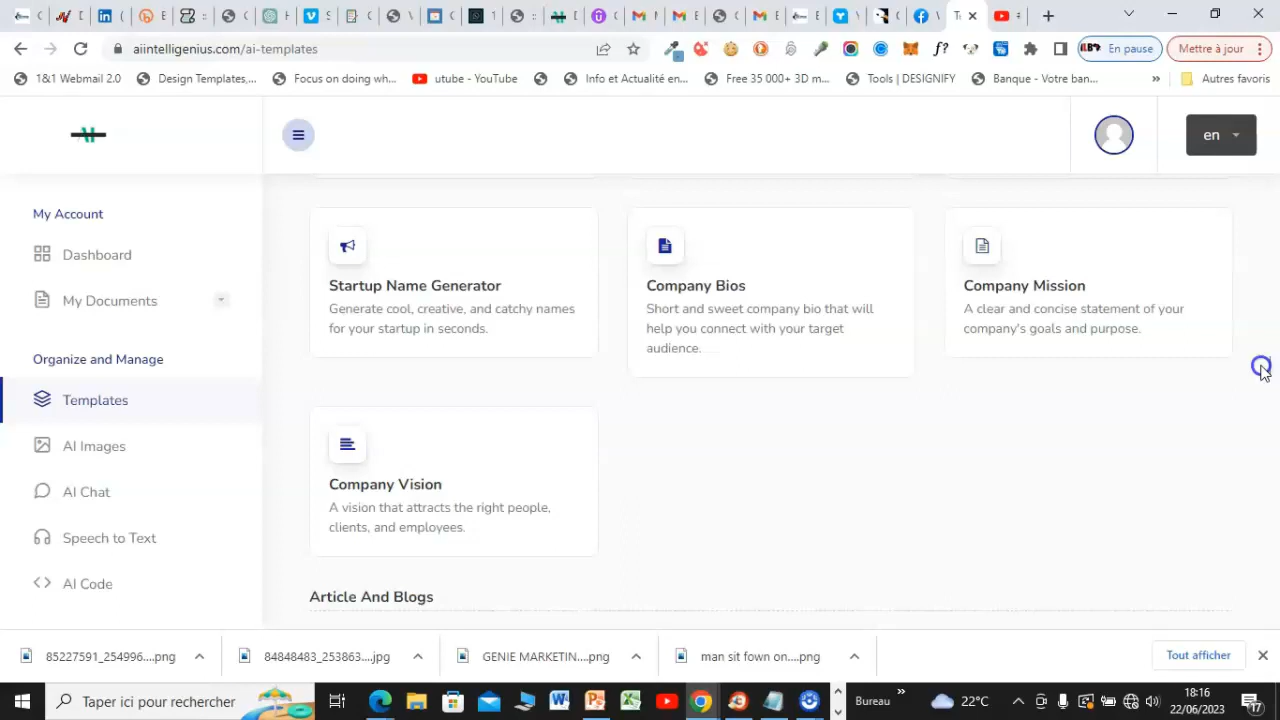 aiintelligenius.com/ai-templates
En pause
Mettre à jour
1&1 Webmail 2.0
Design Templates,...
Focus on doing wh...
utube - YouTube
Info et Actualité en...
Free 35 000+ 3D m...
Tools | DESIGNIFY
Banque - Votre ban...
»
Autres favoris
en
My Account
Dashboard
My Documents
Organize and Manage
Templates
AI Images
AI Chat
Speech to Text
AI Code
Startup Name Generator
Generate cool, creative, and catchy names
for your startup in seconds.
Company Bios
Short and sweet company bio that will
help you connect with your target
audience.
Company Mission
A clear and concise statement of your
company's goals and purpose.
Company Vision
A vision that attracts the right people,
clients, and employees.
Article And Blogs
85227591_254996....png
84848483_253863....jpg
GENIE MARKETIN....png
man sit fown on....png
Tout afficher
Taper ici pour rechercher
Bureau
»
22°C
18:16
22/06/2023
17